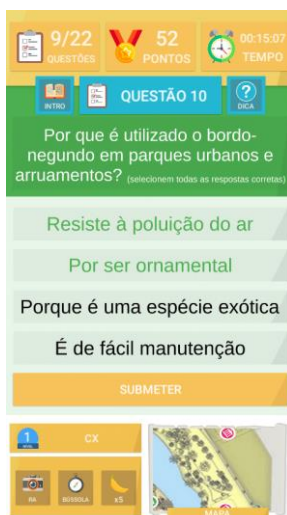 9/22
QUESTÕES
52
PONTOS
00:15:07
TEMPO
INTRO
QUESTÃO 10
DICA
Por que é utilizado o bordo-
negundo em parques urbanos e
arruamentos? (selecionem todas as respostas corretas)
Resiste à poluição do ar
Por ser ornamental
Porque é uma espécie exótica
É de fácil manutenção
SUBMETER
1
CX
RA
BÚSSOLA
x5
MAPA